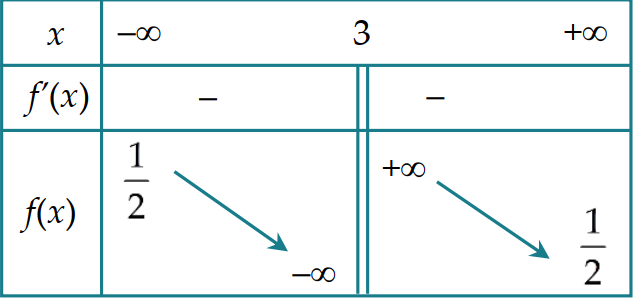 x −∞ 3 +∞
f′(x) − −
f(x) 1/2 −∞ +∞ 1/2